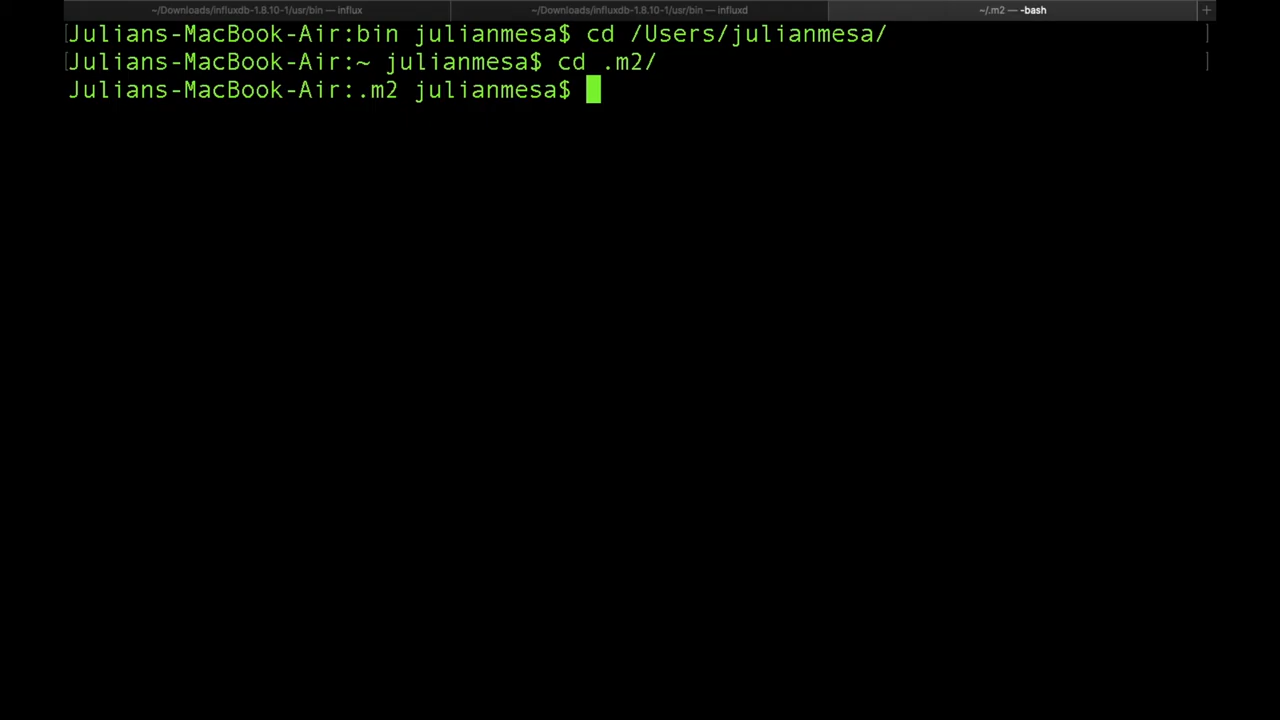 ~/Downloads/influxdb-1.8.10-1/usr/bin — influx
~/Downloads/influxdb-1.8.10-1/usr/bin — influxd
~/.m2 — -bash
+
[Julians-MacBook-Air:bin julianmesa$ cd /Users/julianmesa/ ]
[Julians-MacBook-Air:~ julianmesa$ cd .m2/ ]
Julians-MacBook-Air:.m2 julianmesa$